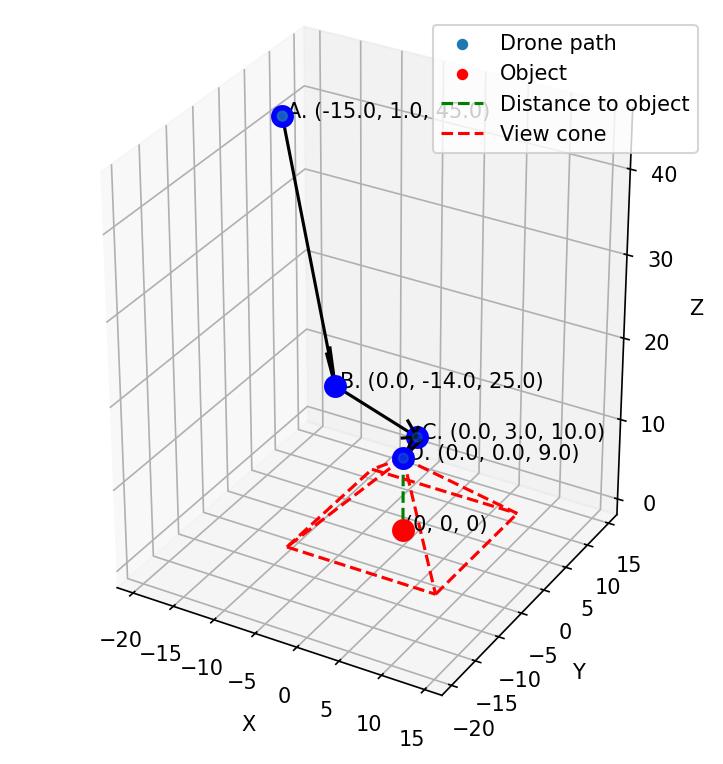 Drone path
Object
Distance to object
View cone
A. (-15.0, 1.0, 45.0)
B. (0.0, -14.0, 25.0)
C. (0.0, 3.0, 10.0)
D. (0.0, 0.0, 9.0)
(0, 0, 0)
40
30
Z
20
10
0
15
10
5
0
−5
Y
−10
−15
−20
−20
−15
−10
−5
0
5
10
15
X